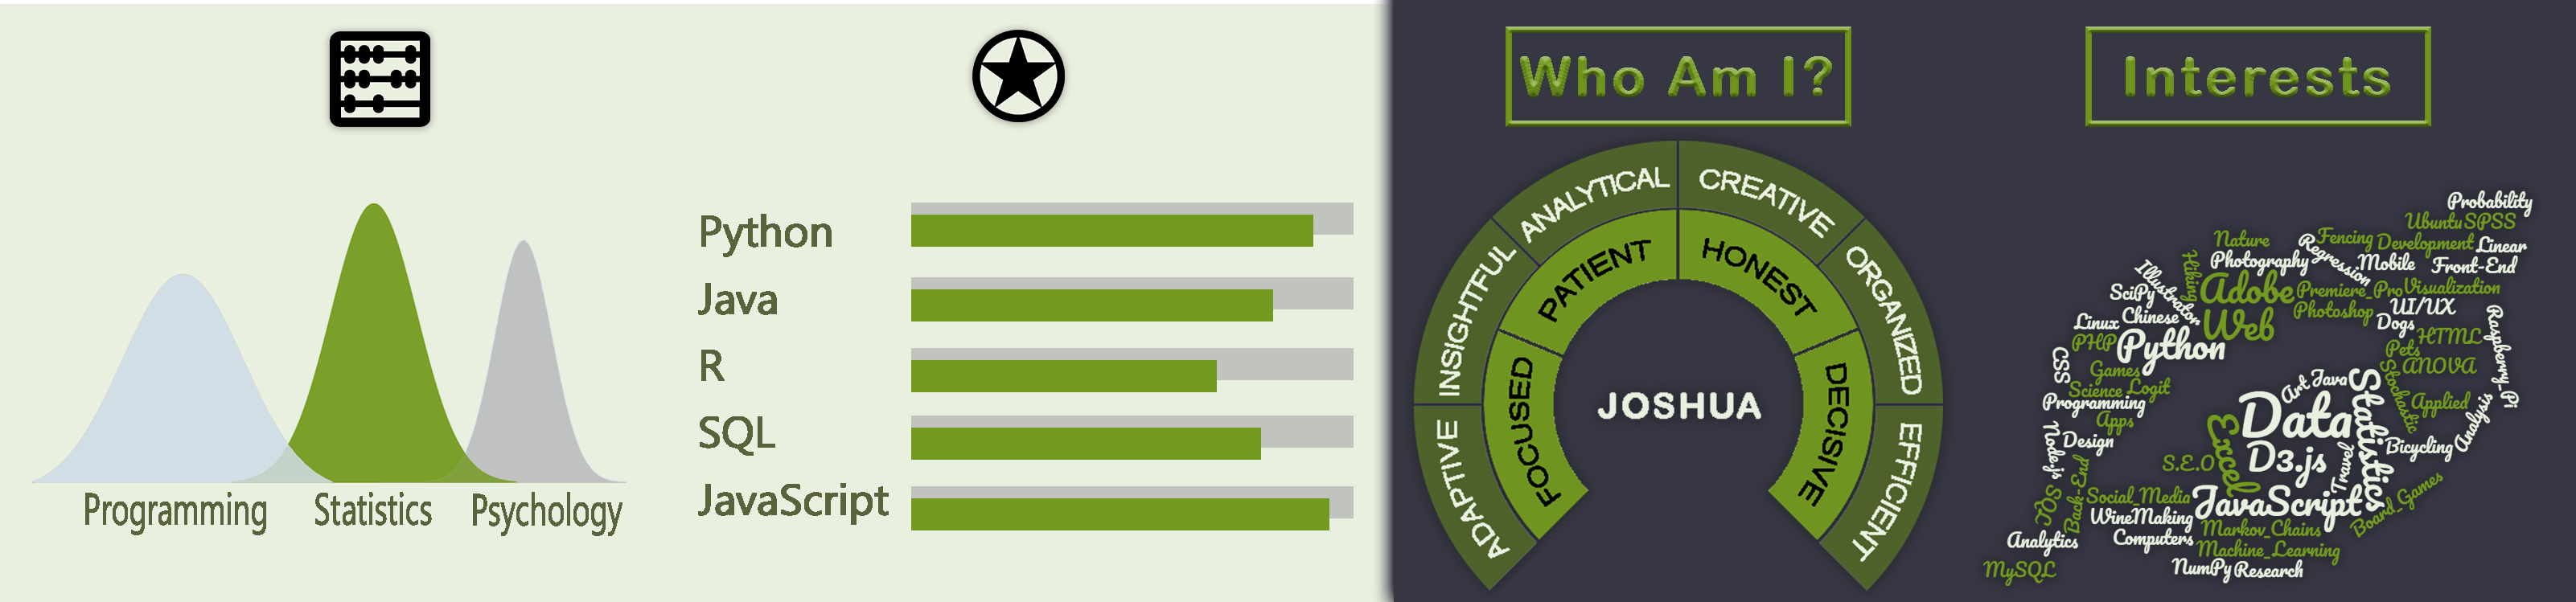 Programming
Statistics
Psychology
Python
Java
R
SQL
JavaScript
Who Am I?
ADAPTIVE
INSIGHTFUL
ANALYTICAL
CREATIVE
ORGANIZED
EFFICIENT
FOCUSED
PATIENT
HONEST
DECISIVE
JOSHUA
Interests
Probability
Ubuntu
SPSS
Nature
Fencing
Development
Linear
Photography
Regression
Mobile
Front-End
Hiking
Illustrator
SciPy
Adobe
Premiere_Pro
Visualization
Photoshop
UI/UX
Linux
Chinese
Web
Dogs
Raspberry_Pi
PHP
Python
HTML
Pets
ANOVA
CSS
Games
Science
Logit
Art
Java
Statistics
Stochastic
Programming
Apps
Data
Applied
Analysis
Node.js
Design
Excel
D3.js
Bicycling
S.E.O
Travel
Back-End
Social_Media
JavaScript
Board_Games
IOS
WineMaking
Markov_Chains
Analytics
Computers
Machine_Learning
MySQL
NumPy
Research